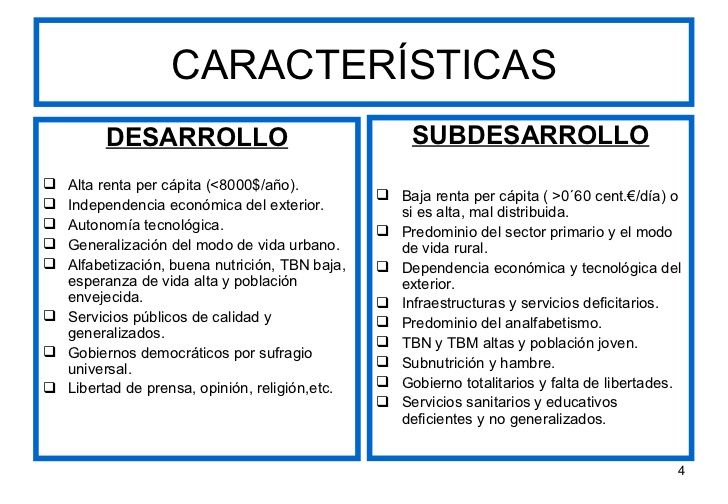 CARACTERÍSTICAS
DESARROLLO
❑ Alta renta per cápita (<8000$/año).
❑ Independencia económica del exterior.
❑ Autonomía tecnológica.
❑ Generalización del modo de vida urbano.
❑ Alfabetización, buena nutrición, TBN baja,
esperanza de vida alta y población
envejecida.
❑ Servicios públicos de calidad y
generalizados.
❑ Gobiernos democráticos por sufragio
universal.
❑ Libertad de prensa, opinión, religión,etc.
SUBDESARROLLO
❑ Baja renta per cápita ( >0´60 cent.€/día) o
si es alta, mal distribuida.
❑ Predominio del sector primario y el modo
de vida rural.
❑ Dependencia económica y tecnológica del
exterior.
❑ Infraestructuras y servicios deficitarios.
❑ Predominio del analfabetismo.
❑ TBN y TBM altas y población joven.
❑ Subnutrición y hambre.
❑ Gobierno totalitarios y falta de libertades.
❑ Servicios sanitarios y educativos
deficientes y no generalizados.
4